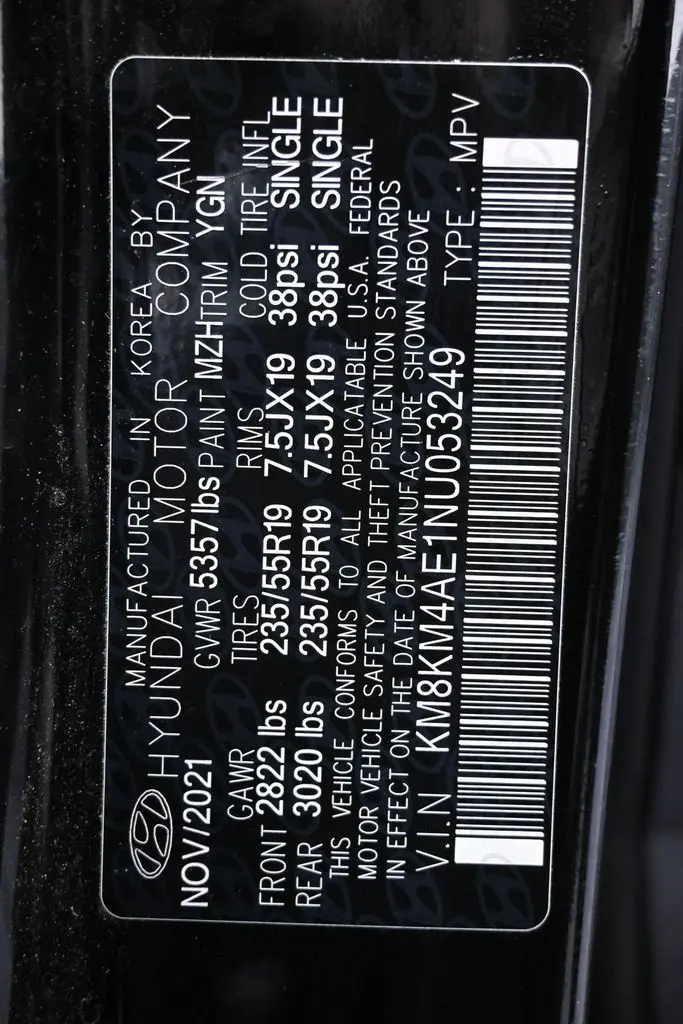 MANUFACTURED IN KOREA BY
HYUNDAI MOTOR COMPANY
NOV/2021 GVWR 5357lbs PAINT MZH TRIM YGN
GAWR TIRES RIMS COLD TIRE INFL
FRONT 2822 lbs 235/55R19 7.5JX19 38psi SINGLE
REAR 3020 lbs 235/55R19 7.5JX19 38psi SINGLE
THIS VEHICLE CONFORMS TO ALL APPLICATABLE U.S.A. FEDERAL
MOTOR VEHICLE SAFETY AND THEFT PREVENTION STANDARDS
IN EFFECT ON THE DATE OF MANUFACTURE SHOWN ABOVE
V.I.N KM8KM4AE1NU053249 TYPE : MPV